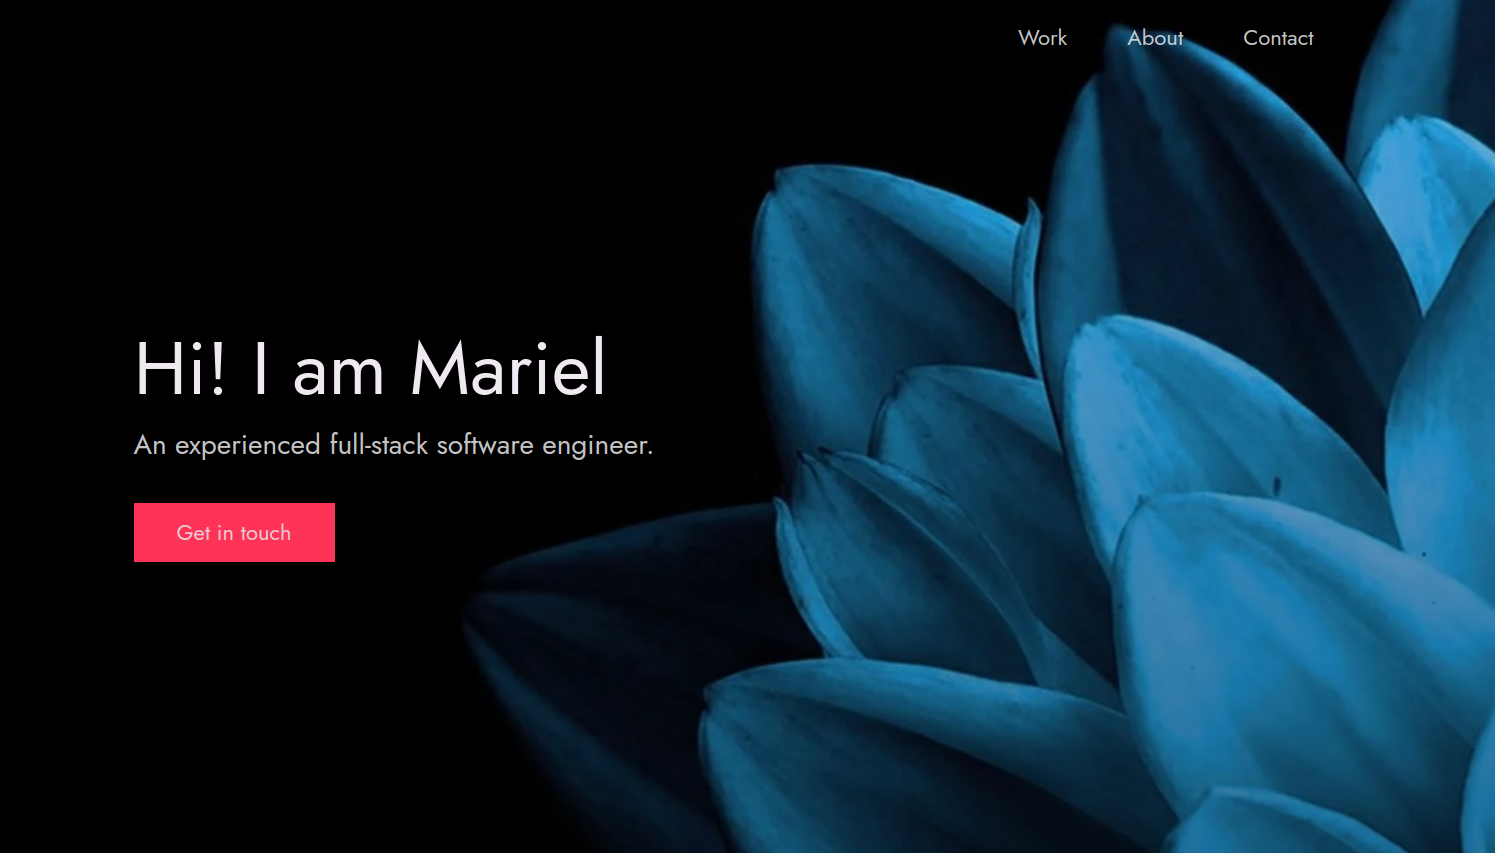 Work About Contact
Hi! I am Mariel
An experienced full-stack software engineer.
Get in touch